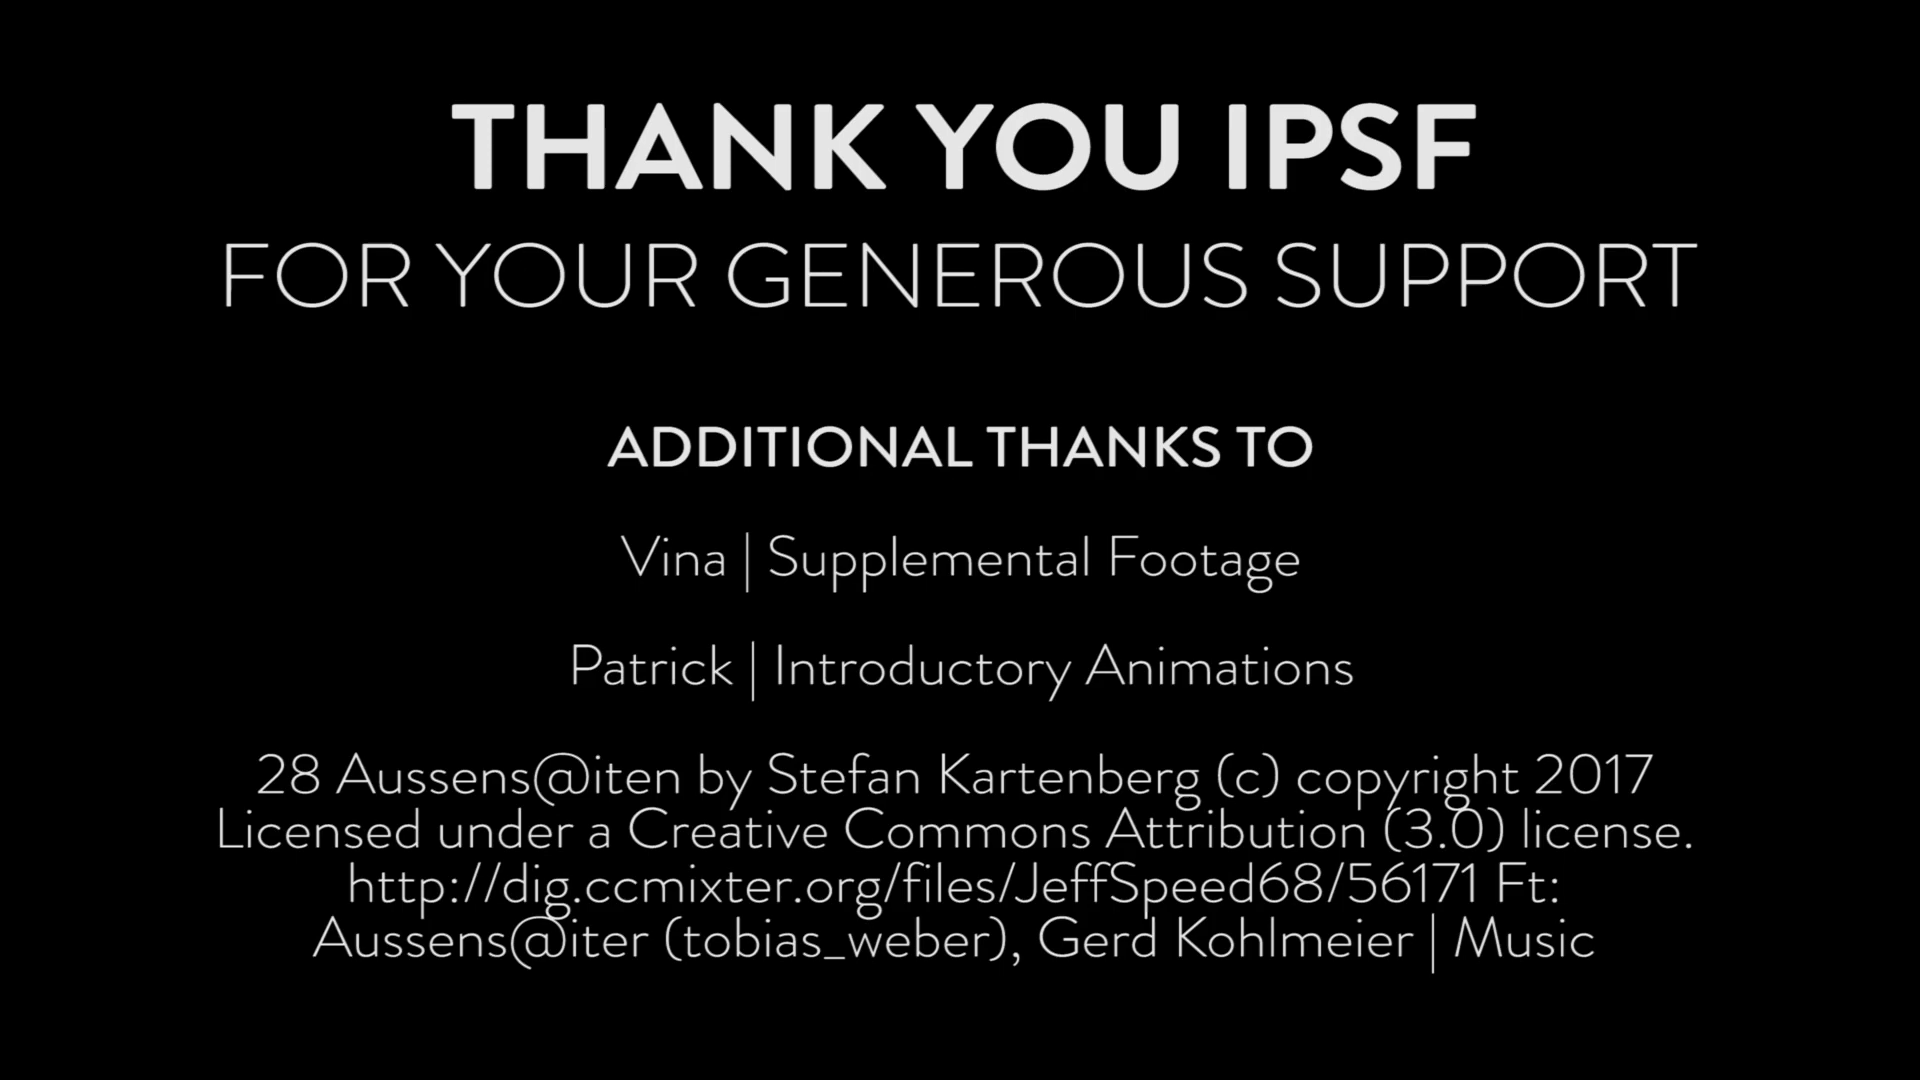 THANK YOU IPSF
FOR YOUR GENEROUS SUPPORT
ADDITIONAL THANKS TO
Vina | Supplemental Footage
Patrick | Introductory Animations
28 Aussens@iten by Stefan Kartenberg (c) copyright 2017
Licensed under a Creative Commons Attribution (3.0) license.
http://dig.ccmixter.org/files/JeffSpeed68/56171 Ft:
Aussens@iter (tobias_weber), Gerd Kohlmeier | Music